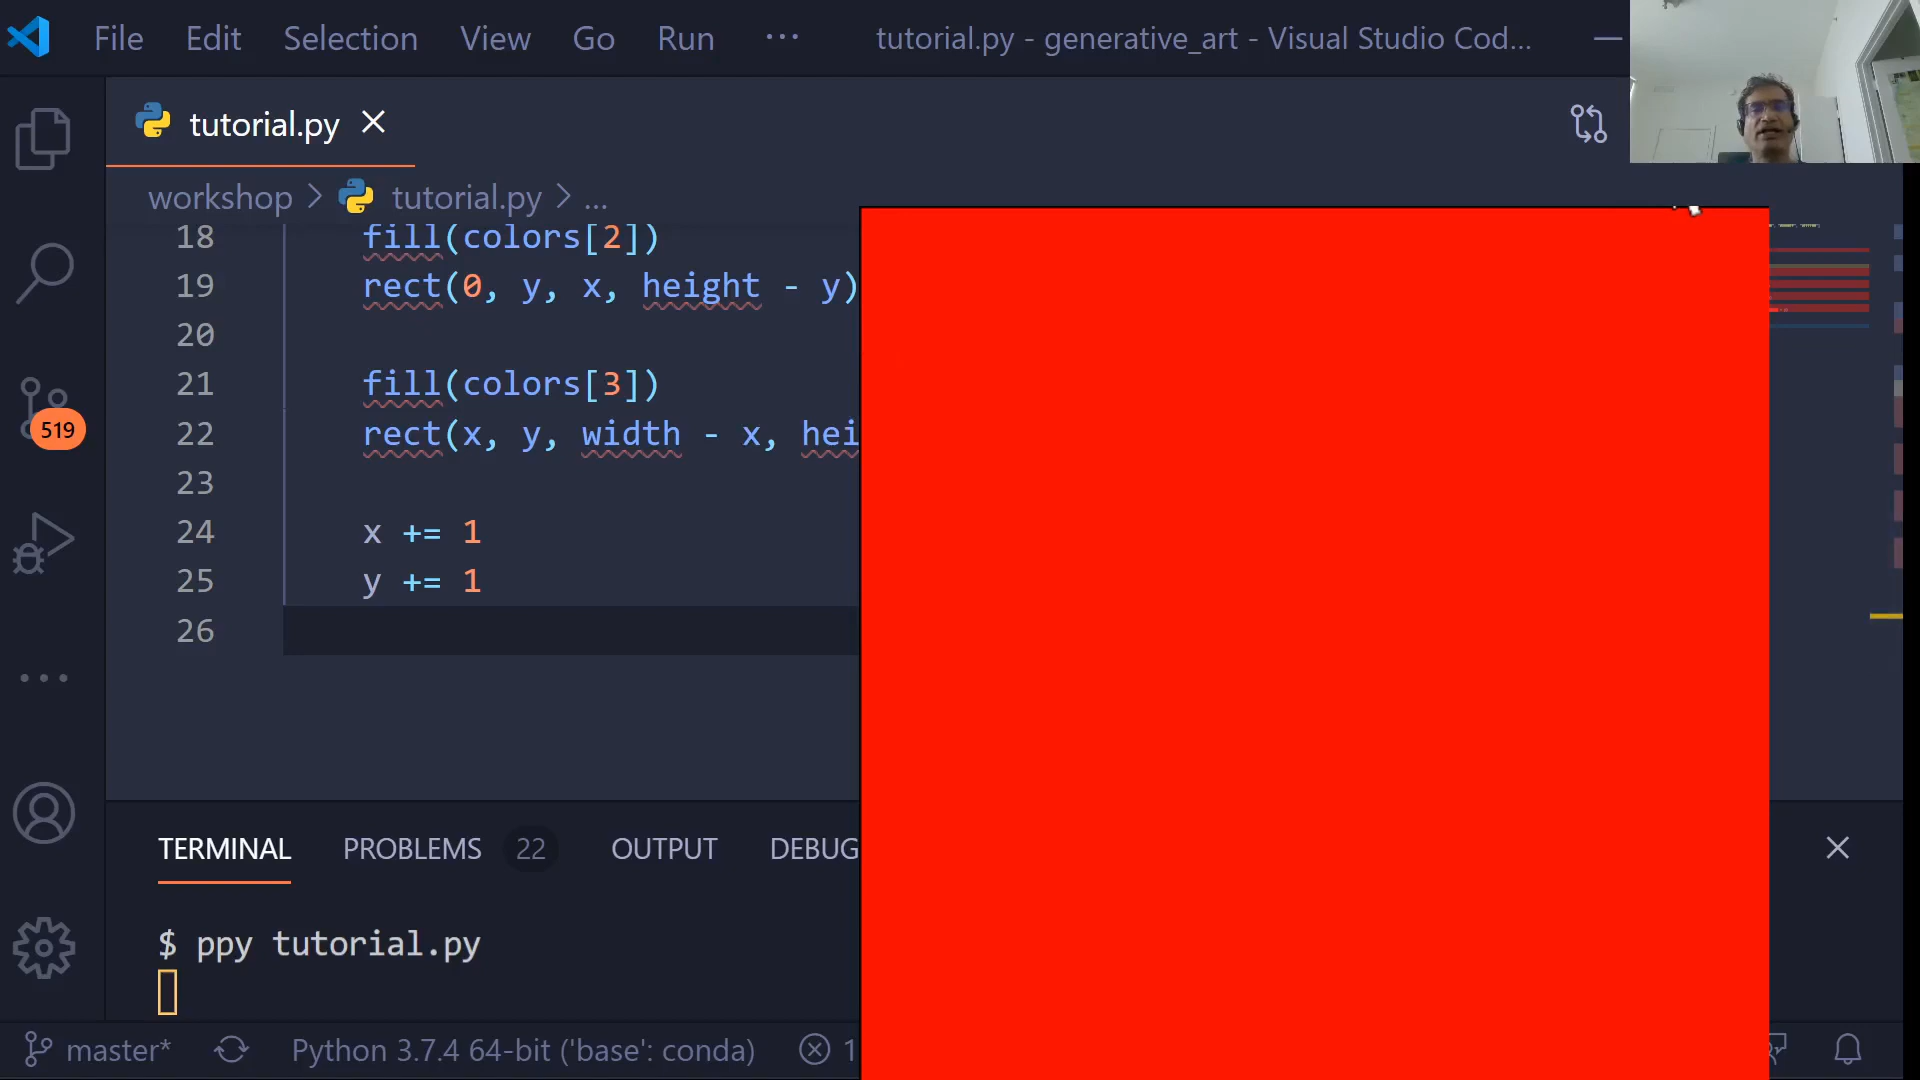 File Edit Selection View Go Run ... tutorial.py - generative_art - Visual Studio Cod...
tutorial.py
workshop > tutorial.py > ...
18 fill(colors[2])
19 rect(0, y, x, height - y)
20
21 fill(colors[3])
22 rect(x, y, width - x, hei
23
24 x += 1
25 y += 1
26
519
TERMINAL PROBLEMS 22 OUTPUT DEBUG
$ ppy tutorial.py
master* Python 3.7.4 64-bit ('base': conda) 1